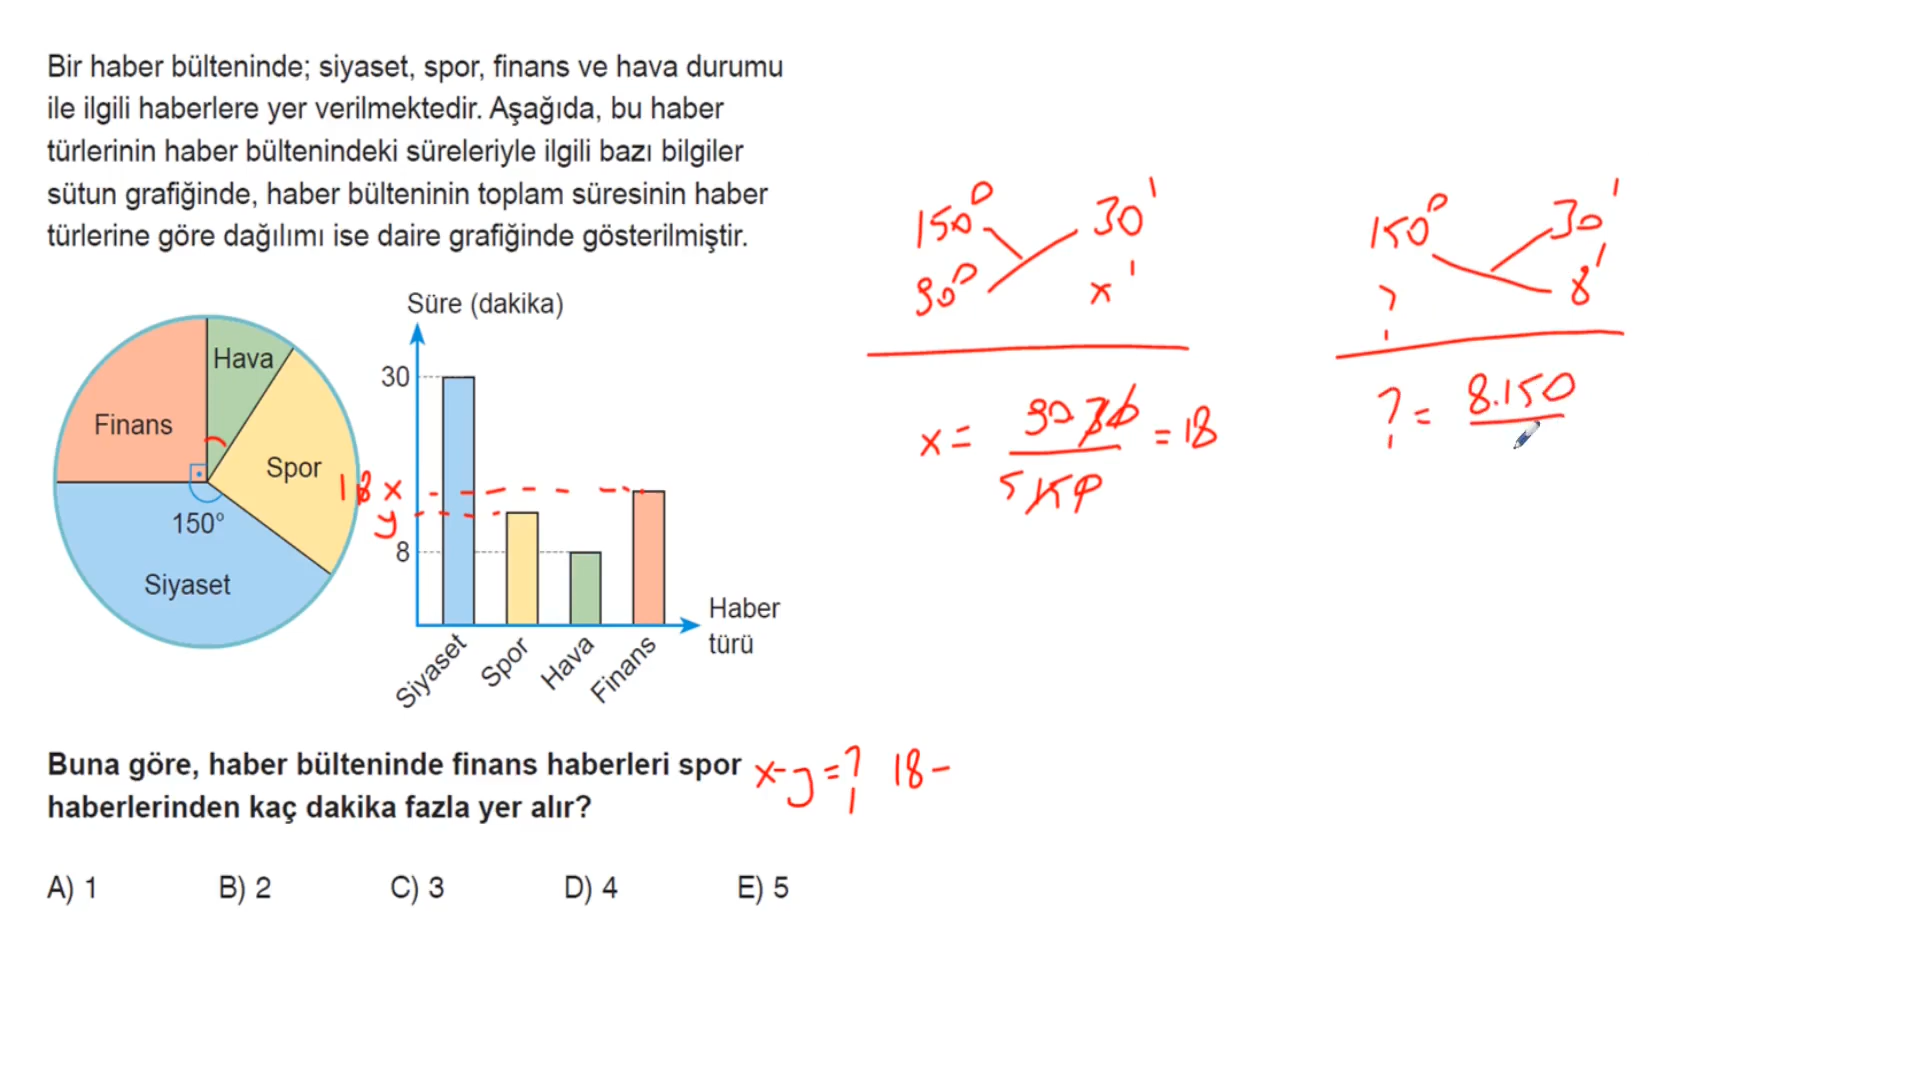 Bir haber bülteninde; siyaset, spor, finans ve hava durumu
ile ilgili haberlere yer verilmektedir. Aşağıda, bu haber
türlerinin haber bültenindeki süreleriyle ilgili bazı bilgiler
sütun grafiğinde, haber bülteninin toplam süresinin haber
türlerine göre dağılımı ise daire grafiğinde gösterilmiştir.
Hava
Finans
Spor
150°
Siyaset
Süre (dakika)
30
18 x
y
8
Siyaset
Spor
Hava
Finans
Haber
türü
150° 30'
90° x'
x = 90.30 = 18
5 150
150° 30'
? 8'
? = 8.150
Buna göre, haber bülteninde finans haberleri spor
haberlerinden kaç dakika fazla yer alır?
x-y=? 18-
A) 1 B) 2 C) 3 D) 4 E) 5